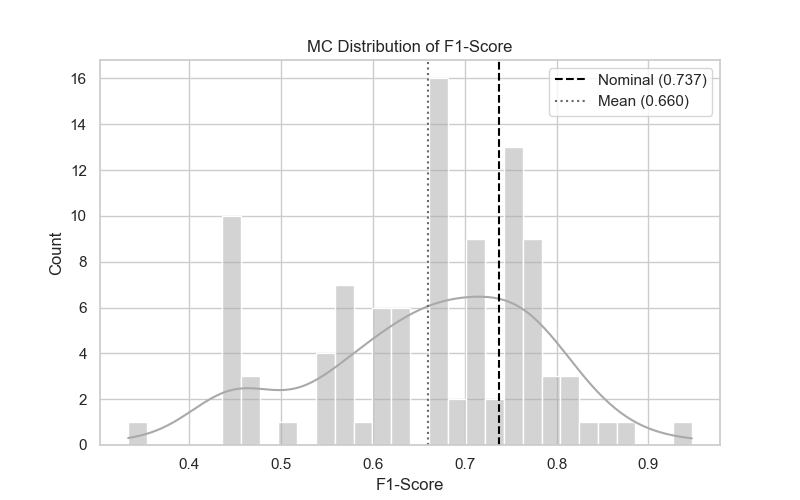 MC Distribution of F1-Score
Nominal (0.737)
Mean (0.660)
16
14
12
10
8
6
4
2
0
Count
0.4 0.5 0.6 0.7 0.8 0.9
F1-Score